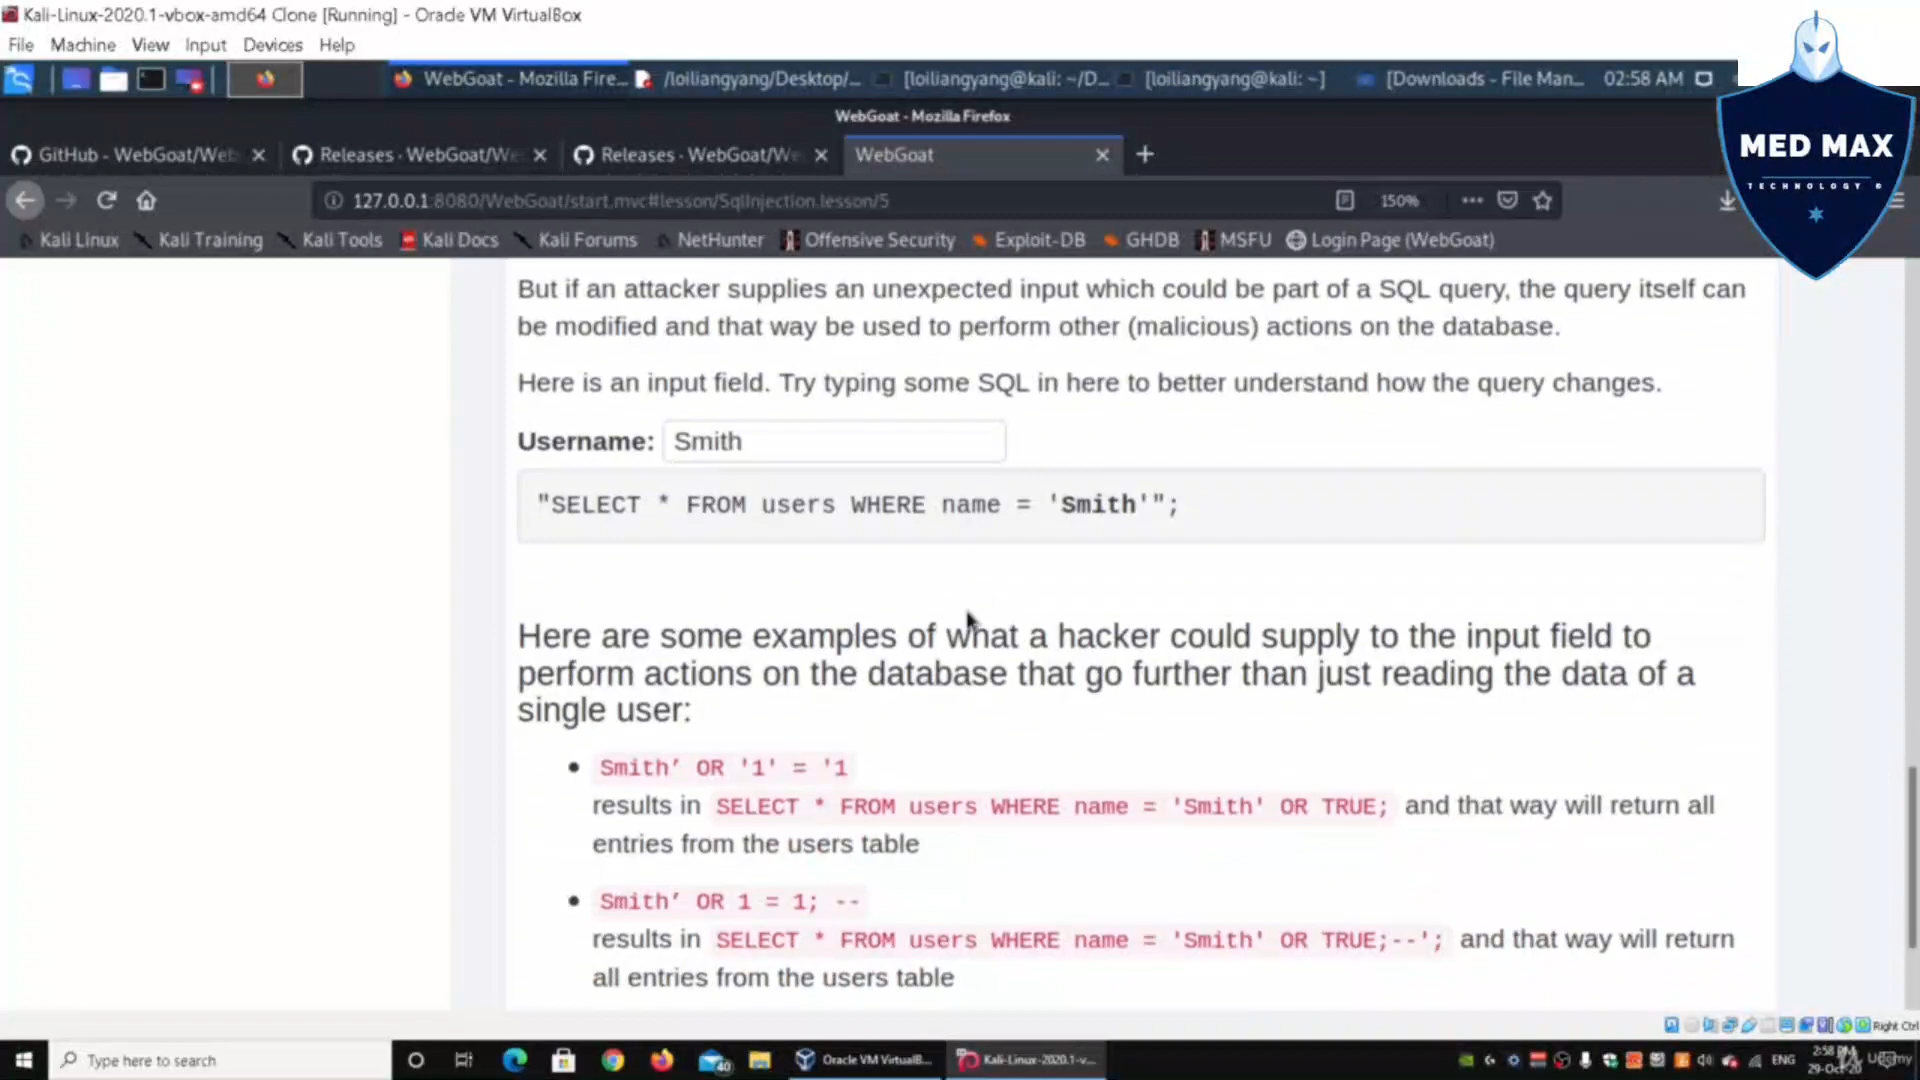 Kali-Linux-2020.1-vbox-amd64 Clone [Running] - Oracle VM VirtualBox
File Machine View Input Devices Help
WebGoat - Mozilla Fire... /loiliangyang/Desktop/... [loiliangyang@kali: ~/D... [loiliangyang@kali: ~] [Downloads - File Man... 02:58 AM
WebGoat - Mozilla Firefox
GitHub - WebGoat/Web Releases · WebGoat/We Releases · WebGoat/We WebGoat
127.0.0.1:8080/WebGoat/start.mvc#lesson/SqlInjection.lesson/5 150%
Kali Linux Kali Training Kali Tools Kali Docs Kali Forums NetHunter Offensive Security Exploit-DB GHDB MSFU Login Page (WebGoat)
MED MAX
TECHNOLOGY
But if an attacker supplies an unexpected input which could be part of a SQL query, the query itself can
be modified and that way be used to perform other (malicious) actions on the database.
Here is an input field. Try typing some SQL in here to better understand how the query changes.
Username: Smith
"SELECT * FROM users WHERE name = 'Smith'";
Here are some examples of what a hacker could supply to the input field to
perform actions on the database that go further than just reading the data of a
single user:
Smith’ OR '1' = '1
results in SELECT * FROM users WHERE name = 'Smith' OR TRUE; and that way will return all
entries from the users table
Smith’ OR 1 = 1; --
results in SELECT * FROM users WHERE name = 'Smith' OR TRUE;--'; and that way will return
all entries from the users table
Right Ctrl
Type here to search 40 Oracle VM VirtualB... Kali-Linux-2020.1-v... ENG 2:58 PM
Udemy